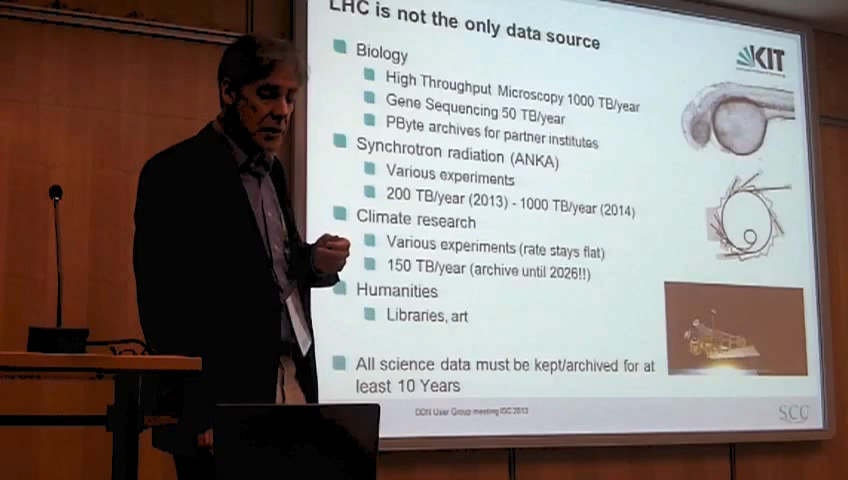 LHC is not the only data source
KIT
Biology
High Throughput Microscopy 1000 TB/year
Gene Sequencing 50 TB/year
PByte archives for partner institutes
Synchrotron radiation (ANKA)
Various experiments
200 TB/year (2013) - 1000 TB/year (2014)
Climate research
Various experiments (rate stays flat)
150 TB/year (archive until 2026!!)
Humanities
Libraries, art
All science data must be kept/archived for at
least 10 Years
DDN User Group meeting ISC 2013
SCC